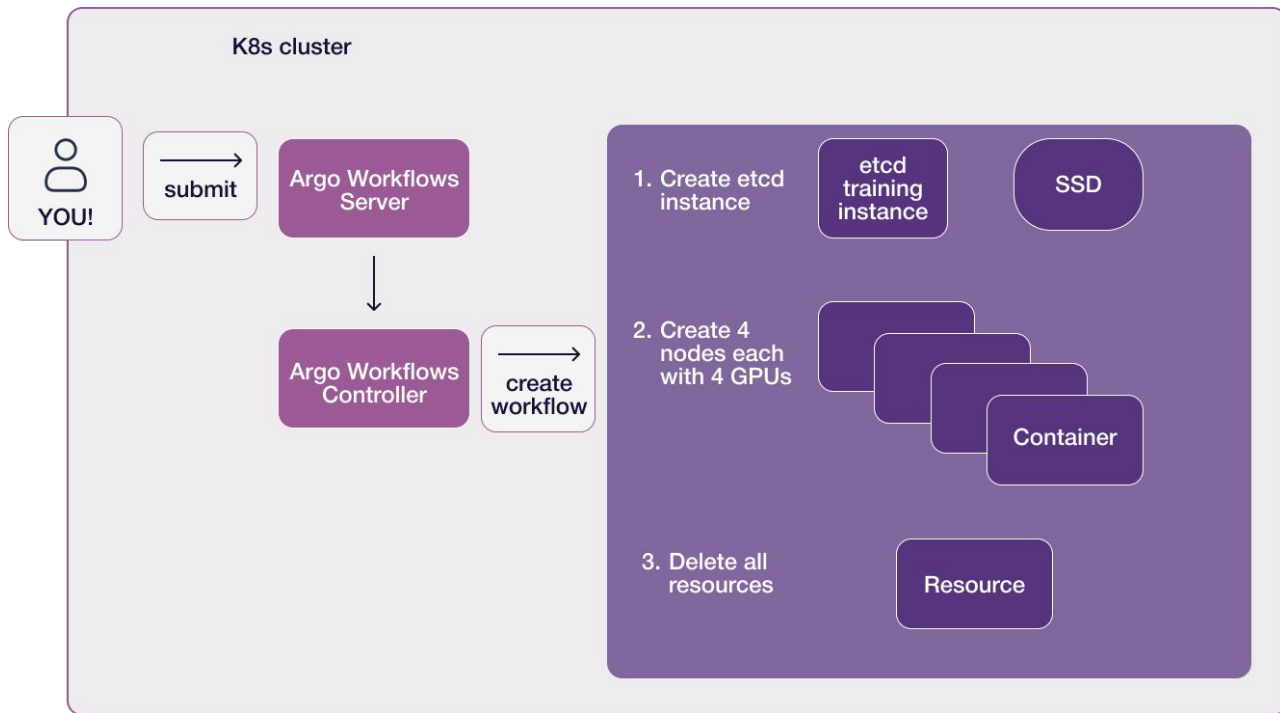 K8s cluster
YOU!
submit
Argo Workflows
Server
Argo Workflows
Controller
create
workflow
1. Create etcd
instance
etcd
training
instance
SSD
2. Create 4
nodes each
with 4 GPUs
Container
3. Delete all
resources
Resource